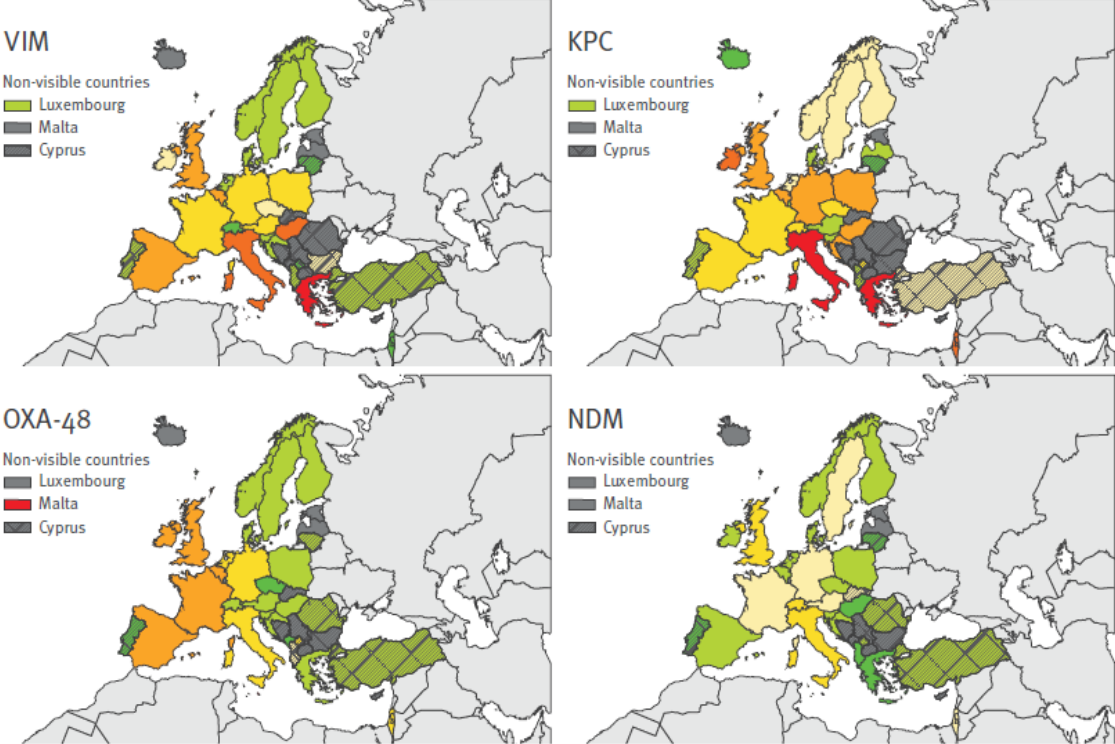 VIM
Non-visible countries
Luxembourg
Malta
Cyprus
KPC
Non-visible countries
Luxembourg
Malta
Cyprus
OXA-48
Non-visible countries
Luxembourg
Malta
Cyprus
NDM
Non-visible countries
Luxembourg
Malta
Cyprus